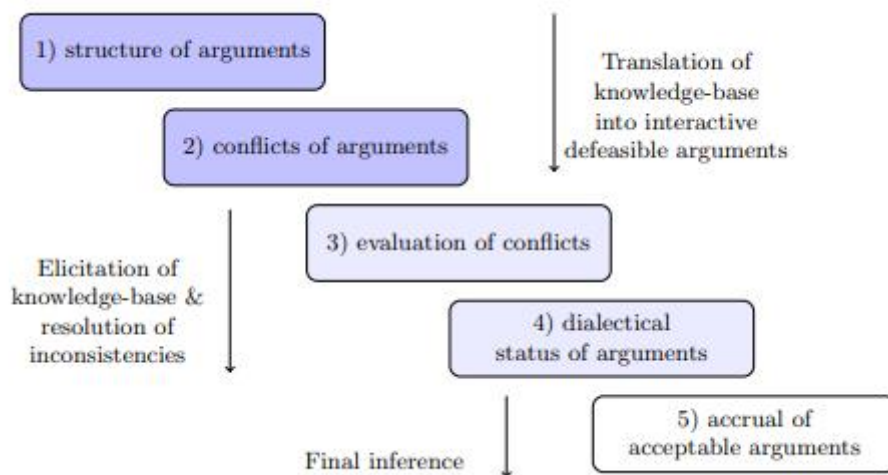 1) structure of arguments
Translation of
knowledge-base
into interactive
defeasible arguments
2) conflicts of arguments
3) evaluation of conflicts
Elicitation of
knowledge-base &
resolution of
inconsistencies
4) dialectical
status of arguments
5) accrual of
acceptable arguments
Final inference